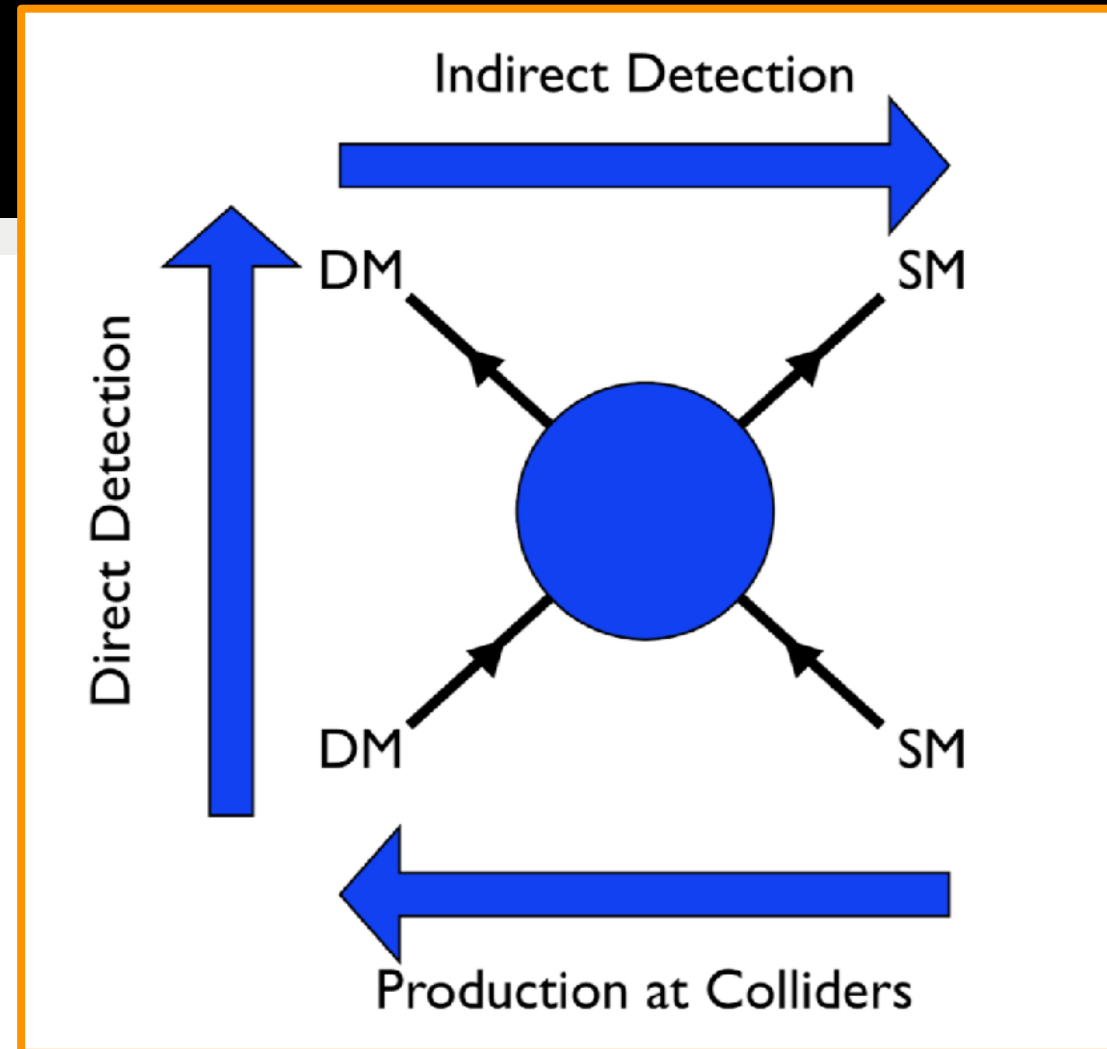 Indirect Detection
DM
SM
Direct Detection
DM
SM
Production at Colliders